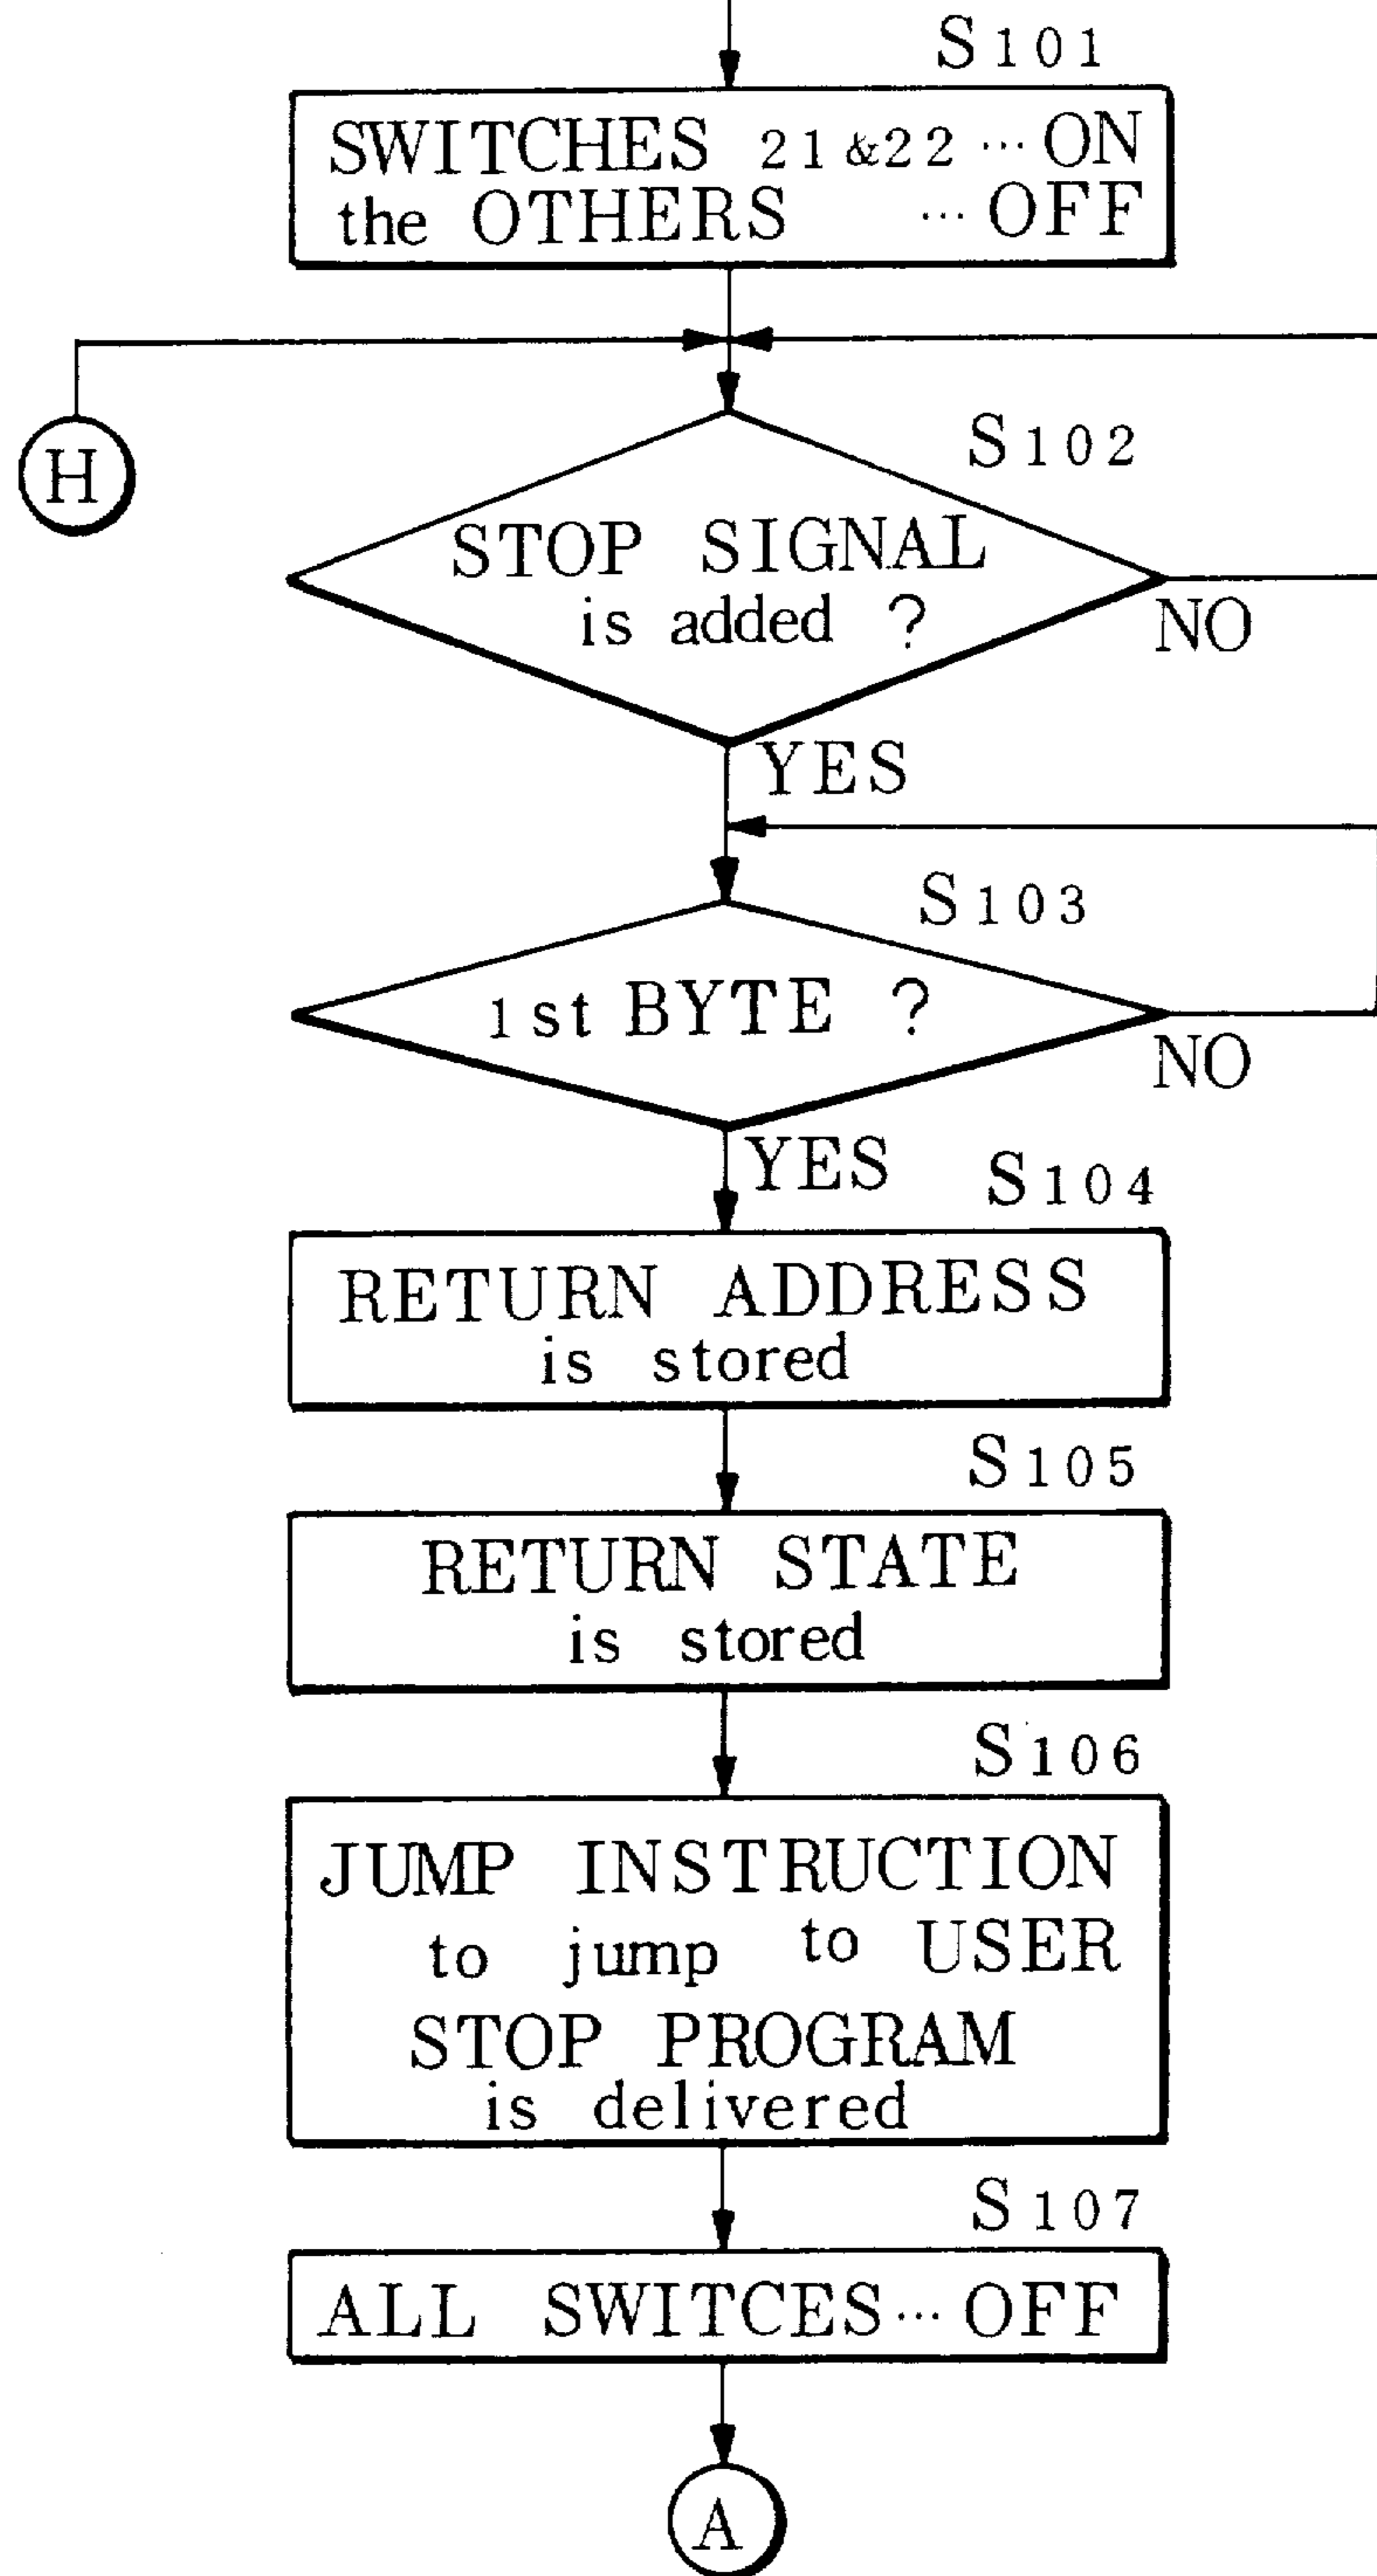 S101
SWITCHES 21&22 … ON
the OTHERS … OFF
H
S102
STOP SIGNAL
is added ?
NO
YES
S103
1st BYTE ?
NO
YES
S104
RETURN ADDRESS
is stored
S105
RETURN STATE
is stored
S106
JUMP INSTRUCTION
to jump to USER
STOP PROGRAM
is delivered
S107
ALL SWITCES … OFF
A